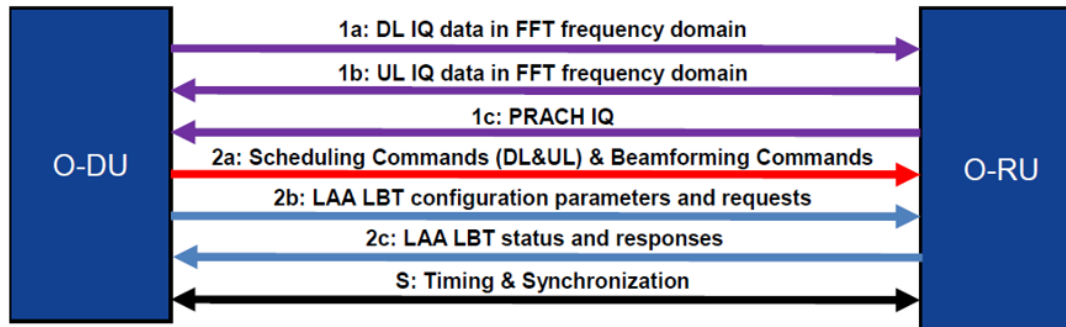 1a: DL IQ data in FFT frequency domain
1b: UL IQ data in FFT frequency domain
1c: PRACH IQ
O-DU
2a: Scheduling Commands (DL&UL) & Beamforming Commands
O-RU
2b: LAA LBT configuration parameters and requests
2c: LAA LBT status and responses
S: Timing & Synchronization